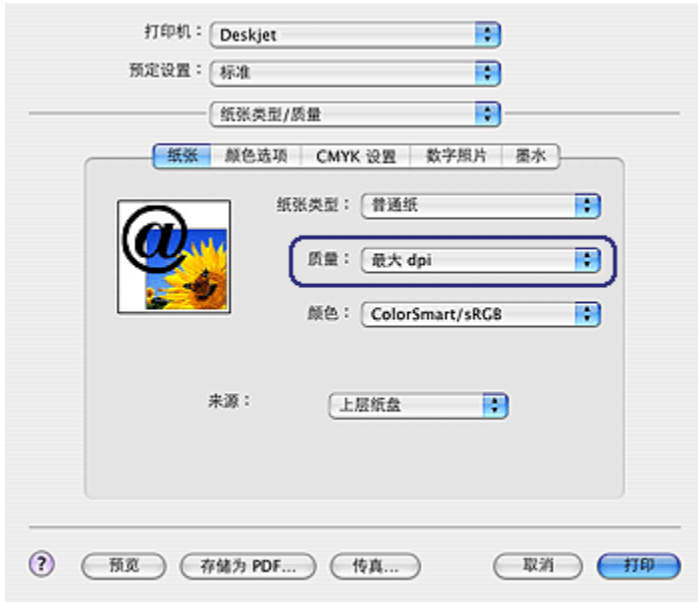 打印机： Deskjet
预定设置： 标准
纸张类型/质量
纸张 颜色选项 CMYK 设置 数字照片 墨水
纸张类型： 普通纸
@
质量： 最大 dpi
颜色： ColorSmart/sRGB
来源： 上层纸盘
? 预览 存储为 PDF... 传真... 取消 打印